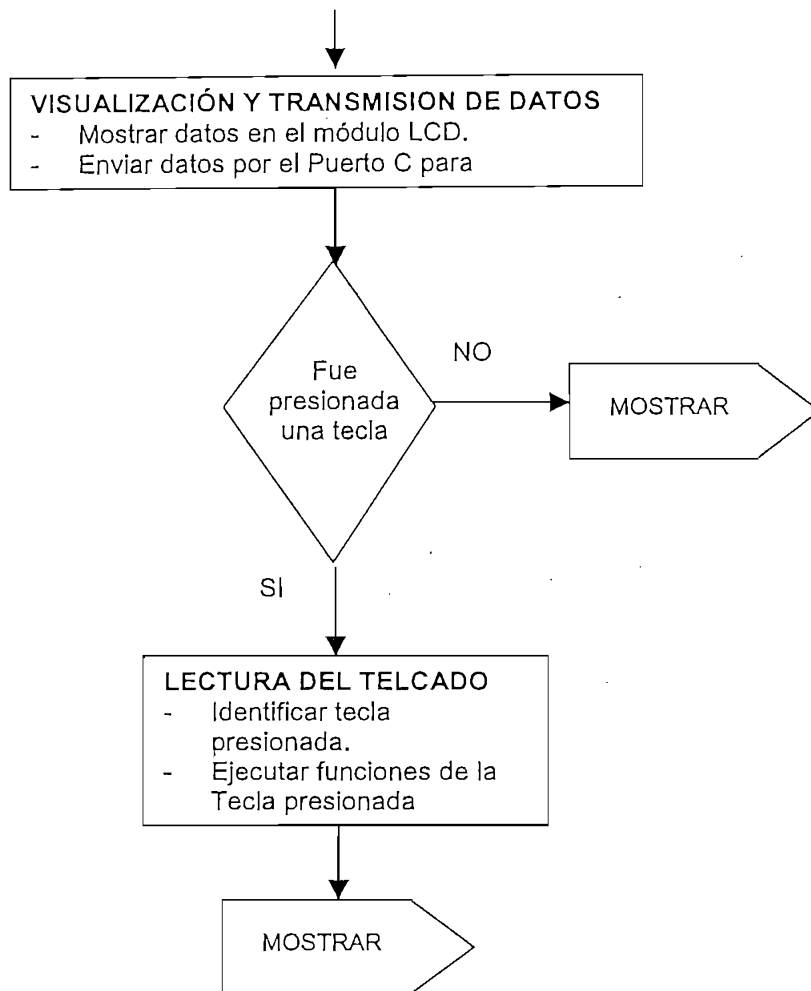 VISUALIZACIÓN Y TRANSMISION DE DATOS
- Mostrar datos en el módulo LCD.
- Enviar datos por el Puerto C para
Fue
presionada
una tecla
NO
MOSTRAR
SI
LECTURA DEL TELCADO
- Identificar tecla
presionada.
- Ejecutar funciones de la
Tecla presionada
MOSTRAR